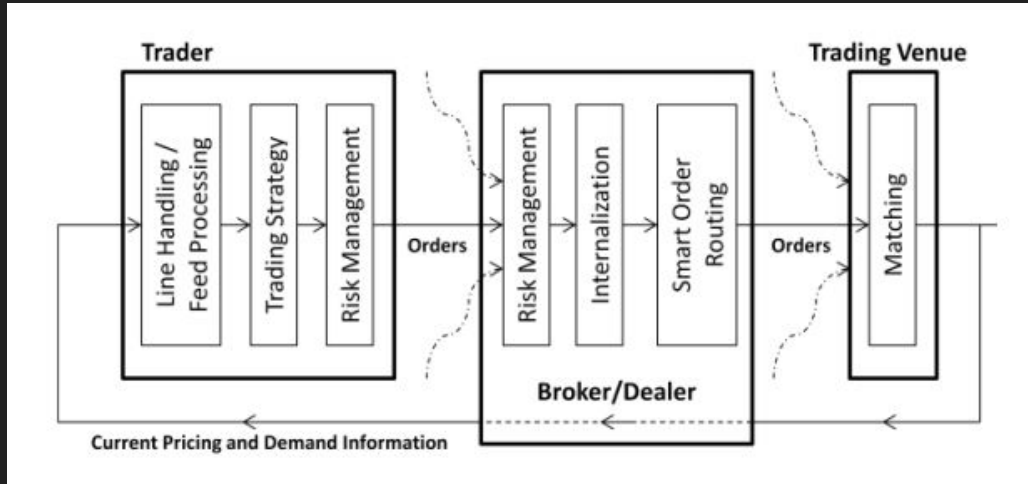 Trader
Trading Venue
Line Handling /
Feed Processing
Trading Strategy
Risk Management
Orders
Risk Management
Internalization
Smart Order
Routing
Orders
Matching
Broker/Dealer
Current Pricing and Demand Information